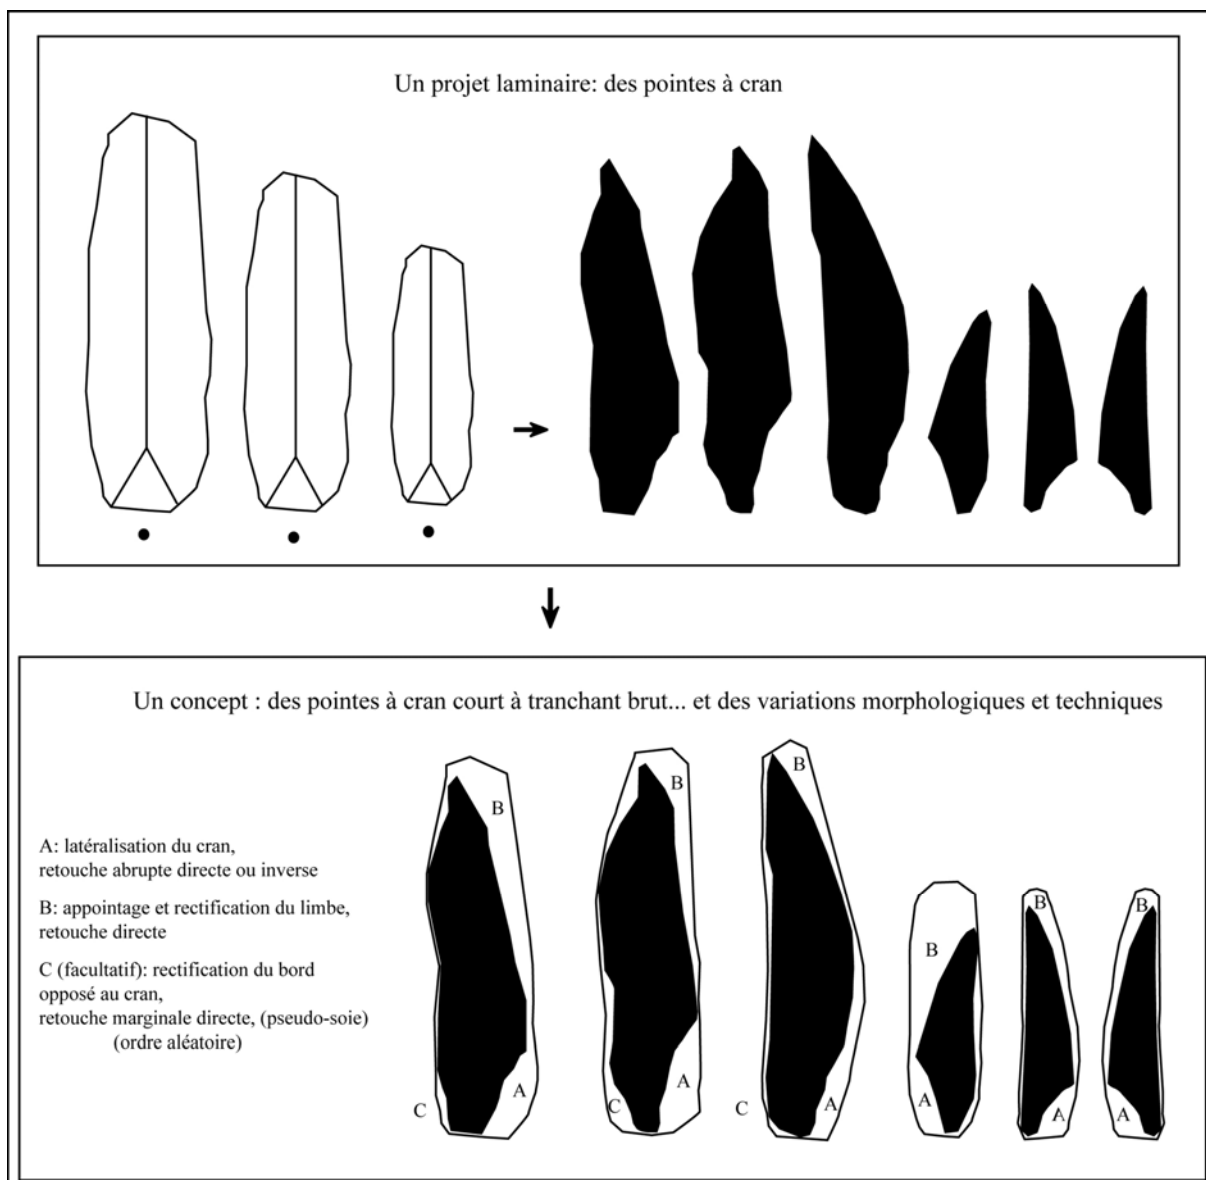 Un projet laminaire: des pointes à cran
Un concept : des pointes à cran court à tranchant brut... et des variations morphologiques et techniques
A: latéralisation du cran,
retouche abrupte directe ou inverse
B: appointage et rectification du limbe,
retouche directe
C (facultatif): rectification du bord
opposé au cran,
retouche marginale directe, (pseudo-soie)
(ordre aléatoire)
B
A
C
B
A
C
B
A
C
B
A
B
A
B
A